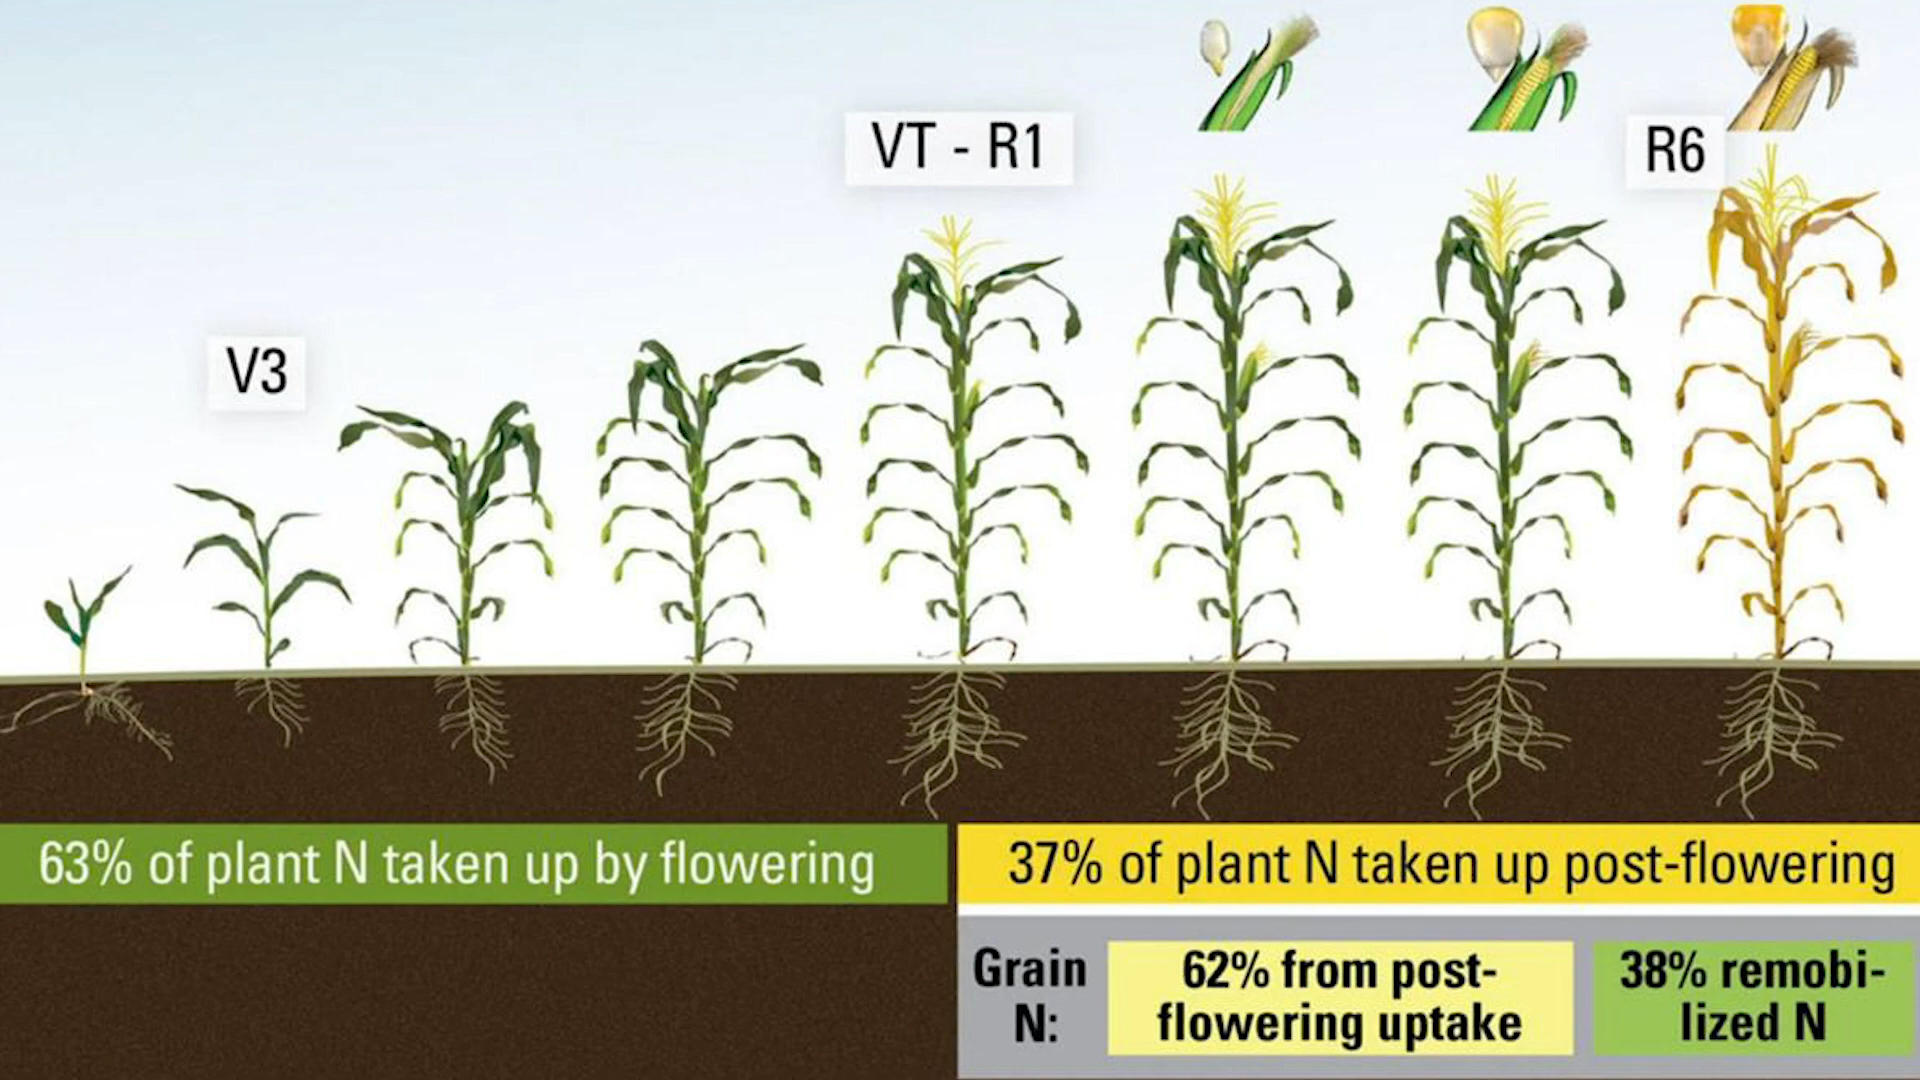 V3
VT - R1
R6
63% of plant N taken up by flowering
37% of plant N taken up post-flowering
Grain
N:
62% from post-
flowering uptake
38% remobi-
lized N